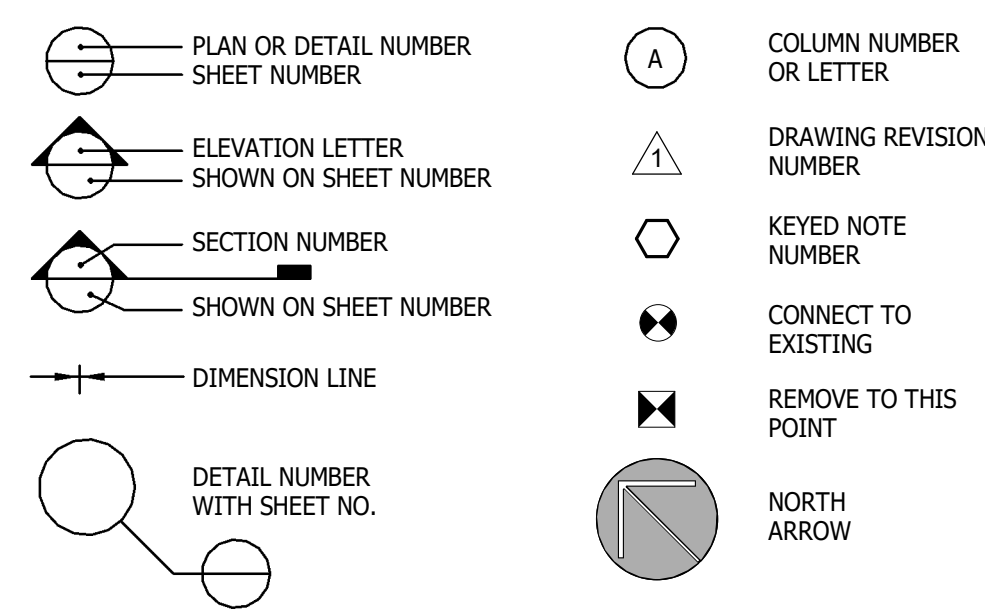 PLAN OR DETAIL NUMBER
SHEET NUMBER
ELEVATION LETTER
SHOWN ON SHEET NUMBER
SECTION NUMBER
SHOWN ON SHEET NUMBER
DIMENSION LINE
DETAIL NUMBER
WITH SHEET NO.
A
COLUMN NUMBER
OR LETTER
1
DRAWING REVISION
NUMBER
KEYED NOTE
NUMBER
CONNECT TO
EXISTING
REMOVE TO THIS
POINT
NORTH
ARROW